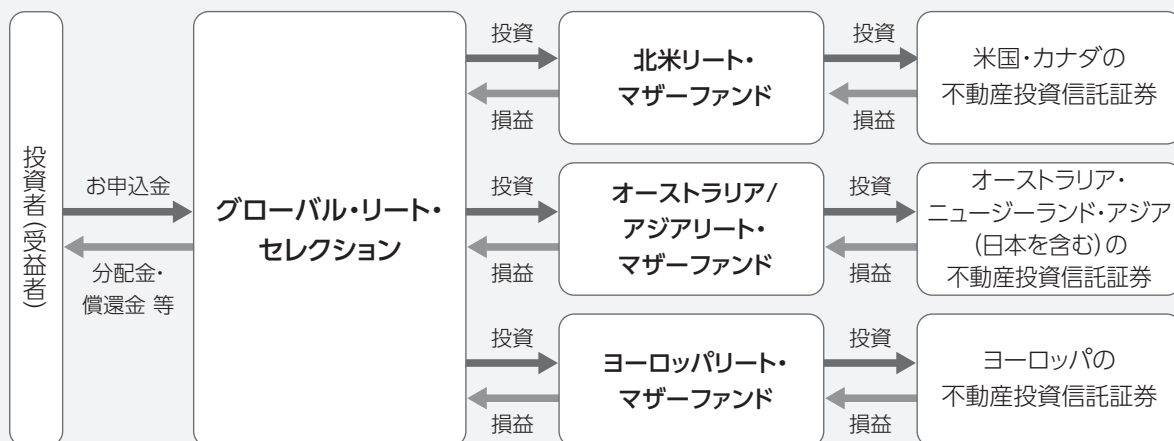 投資者(受益者)
お申込金
分配金・
償還金 等
グローバル・リート・
セレクション
投資
損益
北米リート・
マザーファンド
投資
損益
米国・カナダの
不動産投資信託証券
投資
損益
オーストラリア/
アジアリート・
マザーファンド
投資
損益
オーストラリア・
ニュージーランド・アジア
(日本を含む)の
不動産投資信託証券
投資
損益
ヨーロッパリート・
マザーファンド
投資
損益
ヨーロッパの
不動産投資信託証券